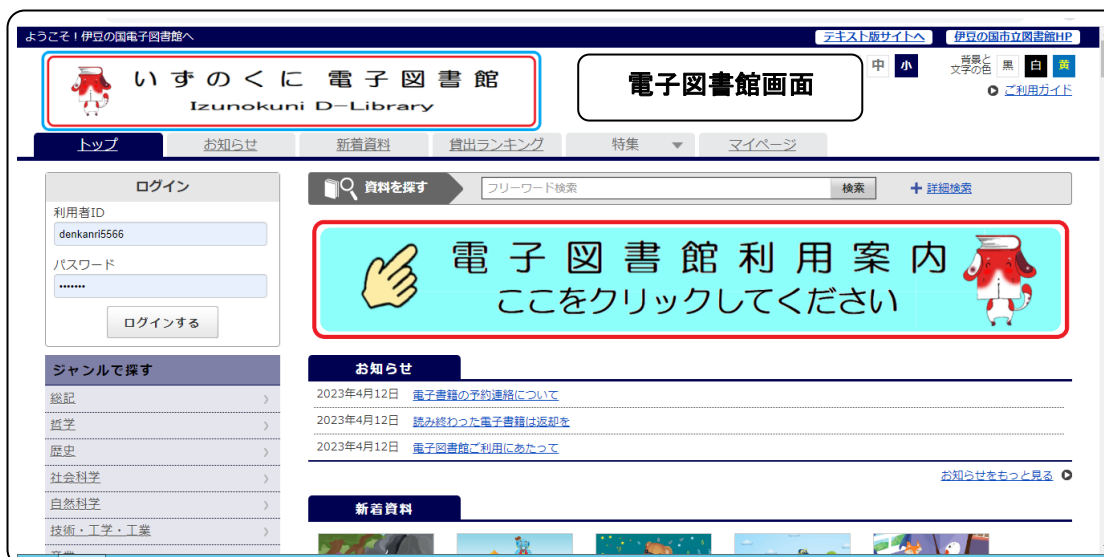 ようこそ！伊豆の国電子図書館へ
テキスト版サイトへ
伊豆の国市立図書館HP
いずのくに 電子図書館
Izunokuni D-Library
電子図書館画面
中 小
背景と文字の色 黒 白 黄
ご利用ガイド
トップ お知らせ 新着資料 貸出ランキング 特集 ▼ マイページ
ログイン
利用者ID
denkanri5566
パスワード
•••••••
ログインする
資料を探す フリーワード検索 検索 + 詳細検索
電子図書館利用案内
ここをクリックしてください
お知らせ
2023年4月12日 電子書籍の予約連絡について
2023年4月12日 読み終わった電子書籍は返却を
2023年4月12日 電子図書館ご利用にあたって
お知らせをもっと見る
新着資料
ジャンルで探す
総記
哲学
歴史
社会科学
自然科学
技術・工学・工業